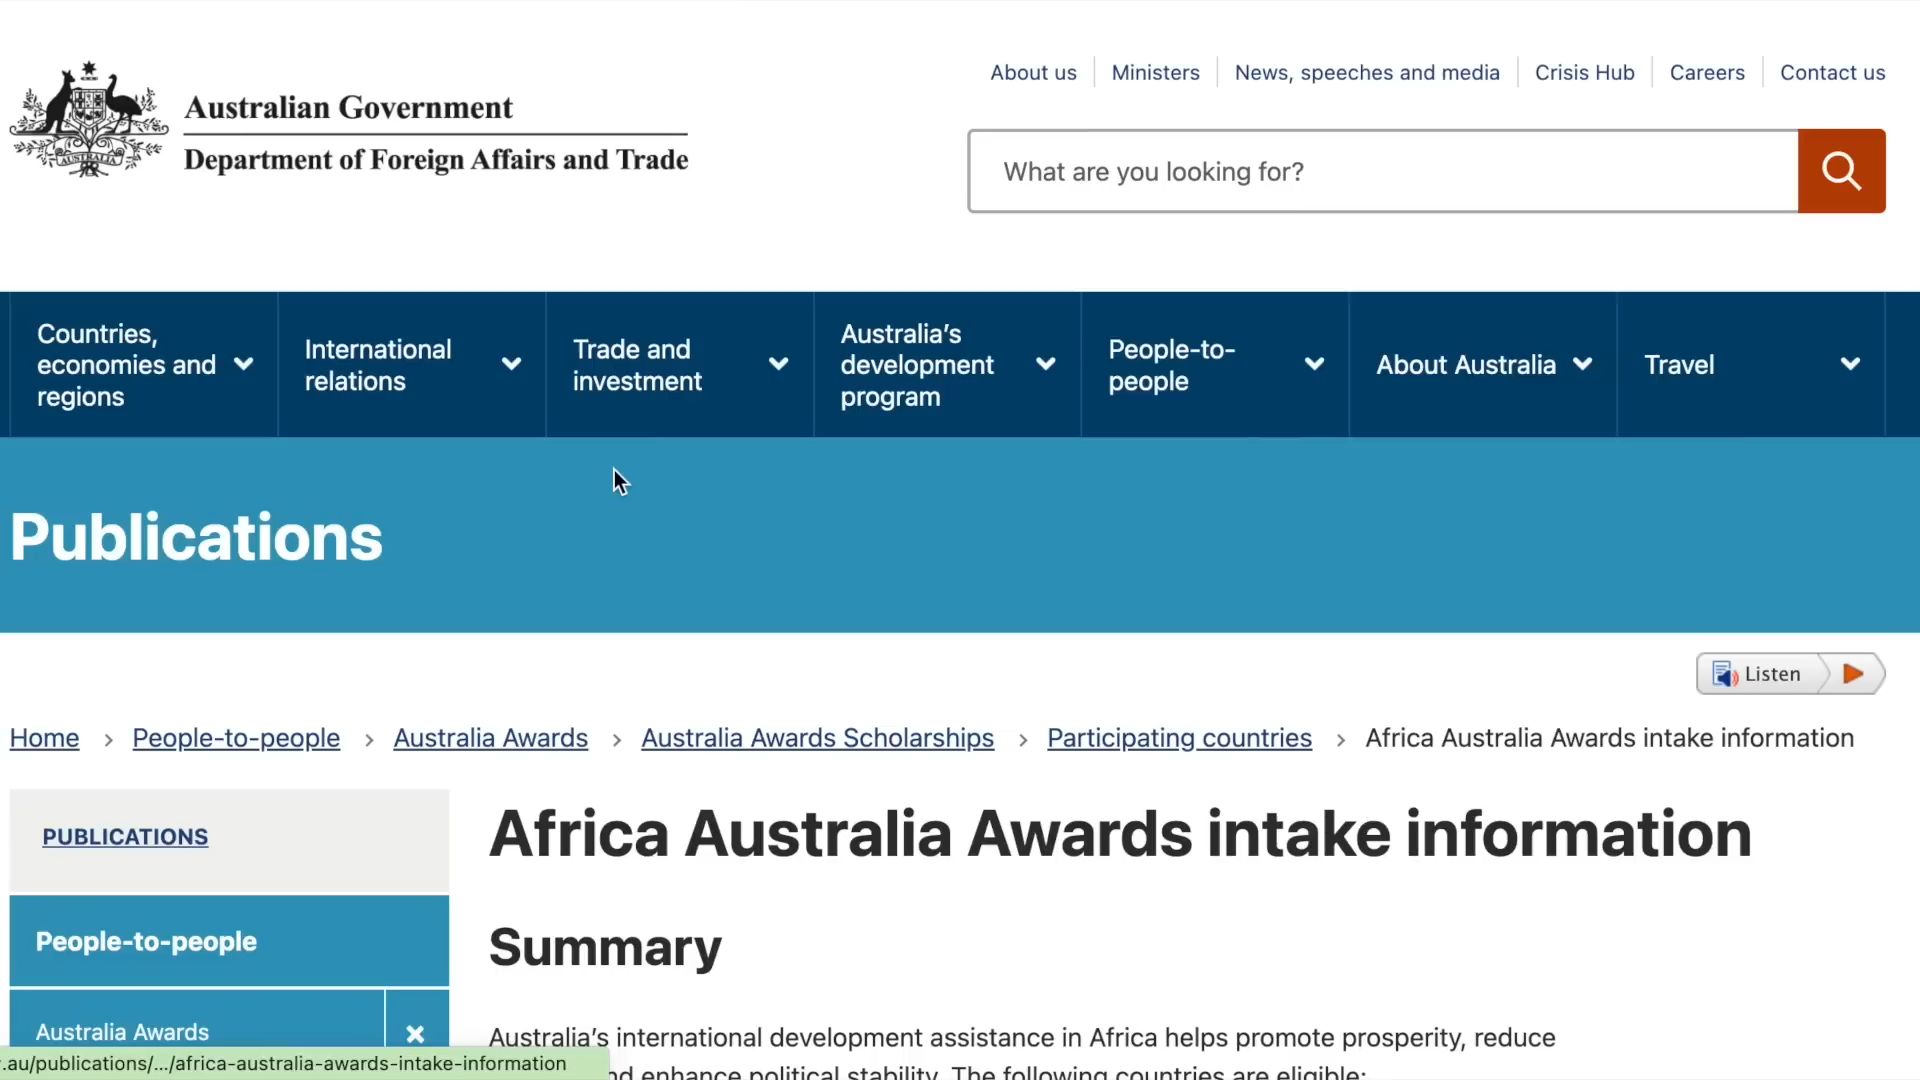 About us
Ministers
News, speeches and media
Crisis Hub
Careers
Contact us
AUSTRALIA
Australian Government
Department of Foreign Affairs and Trade
What are you looking for?
Countries,
economies and
regions
International
relations
Trade and
investment
Australia’s
development
program
People-to-
people
About Australia
Travel
Publications
Listen
Home › People-to-people › Australia Awards › Australia Awards Scholarships › Participating countries › Africa Australia Awards intake information
PUBLICATIONS
People-to-people
Australia Awards
Africa Australia Awards intake information
Summary
Australia’s international development assistance in Africa helps promote prosperity, reduce
enhance political stability. The following countries are eligible:
.au/publications/.../africa-australia-awards-intake-information